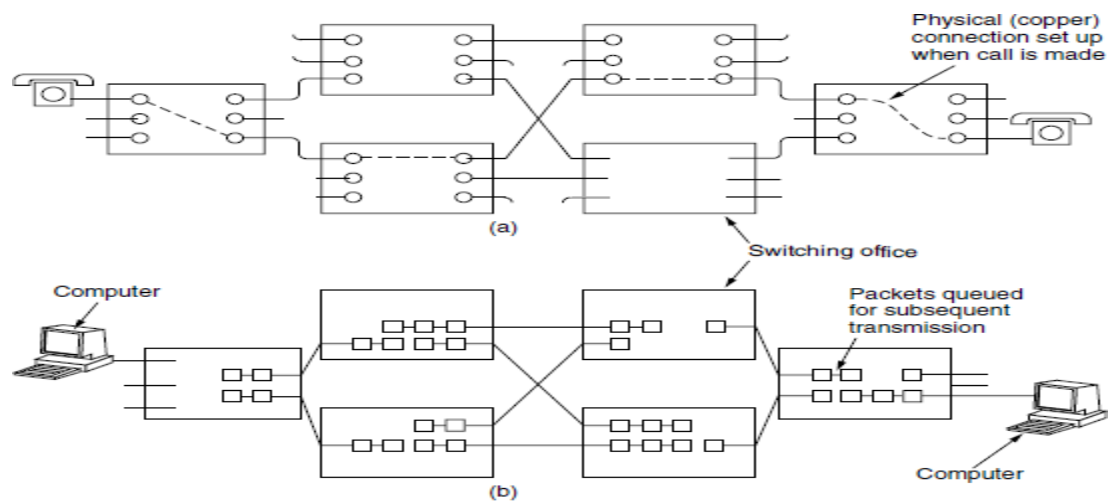 Physical (copper)
connection set up
when call is made
(a)
Switching office
Computer
Packets queued
for subsequent
transmission
Computer
(b)